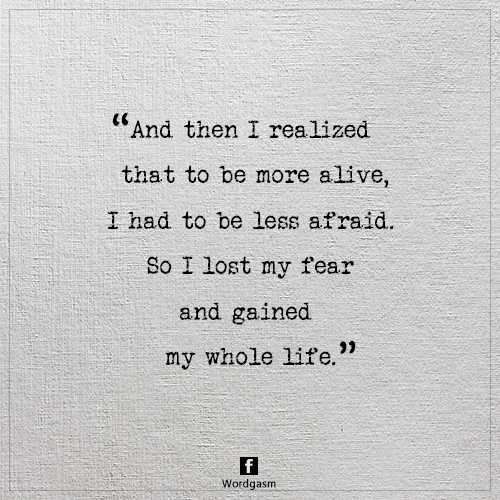 “And then I realized
that to be more alive,
I had to be less afraid.
So I lost my fear
and gained
my whole life.”
f
Wordgasm